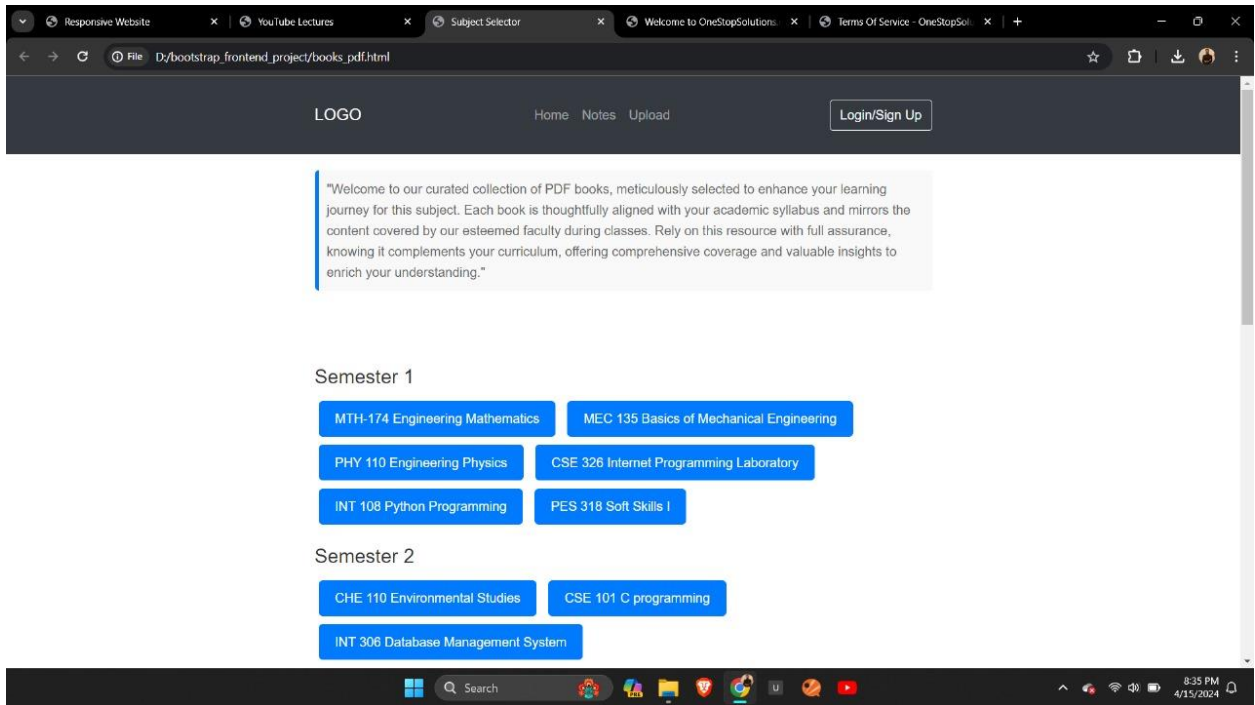 Responsive Website
YouTube Lectures
Subject Selector
Welcome to OneStopSolutions.
Terms Of Service - OneStopSol
File D:/bootstrap_frontend_project/books_pdf.html
LOGO
Home Notes Upload
Login/Sign Up
"Welcome to our curated collection of PDF books, meticulously selected to enhance your learning
journey for this subject. Each book is thoughtfully aligned with your academic syllabus and mirrors the
content covered by our esteemed faculty during classes. Rely on this resource with full assurance,
knowing it complements your curriculum, offering comprehensive coverage and valuable insights to
enrich your understanding."
Semester 1
MTH-174 Engineering Mathematics
MEC 135 Basics of Mechanical Engineering
PHY 110 Engineering Physics
CSE 326 Internet Programming Laboratory
INT 108 Python Programming
PES 318 Soft Skills I
Semester 2
CHE 110 Environmental Studies
CSE 101 C programming
INT 306 Database Management System
Search
PRE
U
8:35 PM
4/15/2024